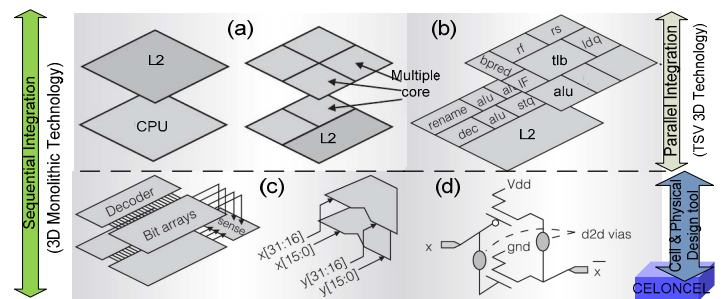 Sequential Integration
(3D Monolithic Technology)
(a)
L2
CPU
Multiple
core
L2
(b)
rf
rs
ldq
bpred
tlb
IF
alu
alu
rename
alu
stq
alu
dec
L2
Parallel Integration
(TSV 3D Technology)
(c)
Decoder
Bit arrays
sense
x[31:16]
x[15:0]
y[31:16]
y[15:0]
(d)
Vdd
gnd
d2d vias
x
x
Cell & Physical
Design tool
CELONCEL